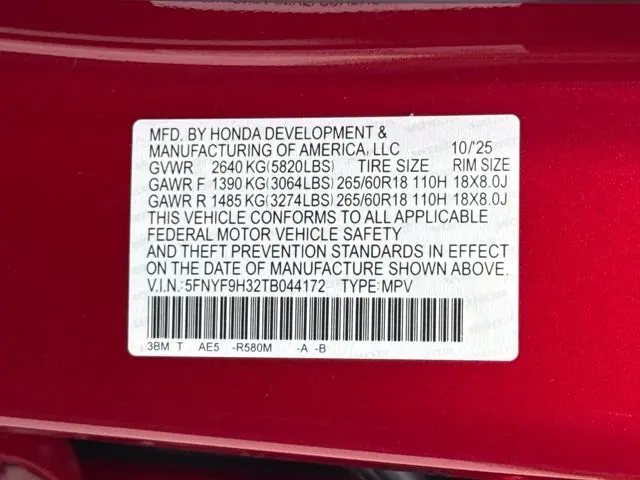 MFD. BY HONDA DEVELOPMENT &
MANUFACTURING OF AMERICA, LLC 10/'25
GVWR 2640 KG(5820LBS) TIRE SIZE RIM SIZE
GAWR F 1390 KG(3064LBS) 265/60R18 110H 18X8.0J
GAWR R 1485 KG(3274LBS) 265/60R18 110H 18X8.0J
THIS VEHICLE CONFORMS TO ALL APPLICABLE
FEDERAL MOTOR VEHICLE SAFETY
AND THEFT PREVENTION STANDARDS IN EFFECT
ON THE DATE OF MANUFACTURE SHOWN ABOVE.
V.I.N.:5FNYF9H32TB044172 TYPE:MPV
3BM T AE5 -R580M -A -B